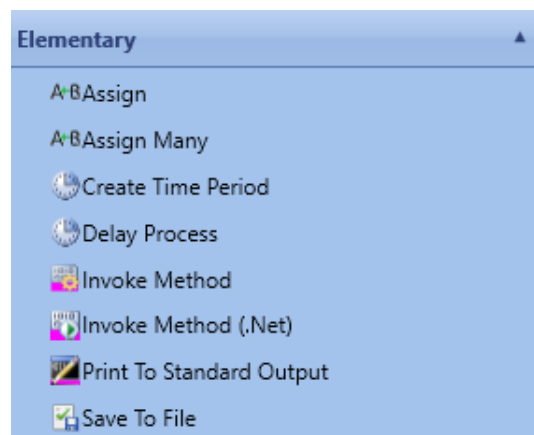 Elementary
Assign
Assign Many
Create Time Period
Delay Process
Invoke Method
Invoke Method (.Net)
Print To Standard Output
Save To File